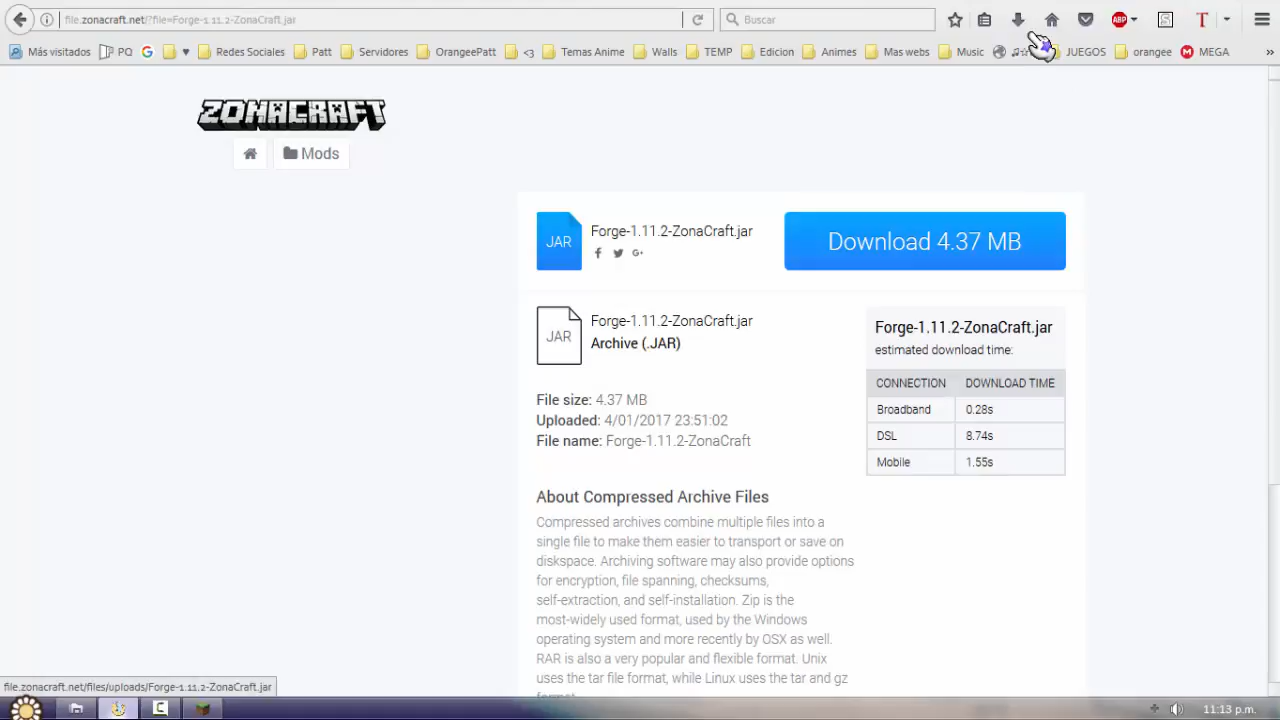 file.zonacraft.net/?file=Forge-1.11.2-ZonaCraft.jar
Buscar
ABP
S
T
Más visitados
PQ
G
♥
Redes Sociales
Patt
Servidores
OrangeePatt
<3
Temas Anime
Walls
TEMP
Edicion
Animes
Mas webs
Music
JUEGOS
orangee
M MEGA
»
ZONACRAFT
Mods
JAR
Forge-1.11.2-ZonaCraft.jar
Download 4.37 MB
JAR
Forge-1.11.2-ZonaCraft.jar
Archive (.JAR)
Forge-1.11.2-ZonaCraft.jar
estimated download time:
CONNECTION DOWNLOAD TIME
Broadband 0.28s
DSL 8.74s
Mobile 1.55s
File size: 4.37 MB
Uploaded: 4/01/2017 23:51:02
File name: Forge-1.11.2-ZonaCraft
About Compressed Archive Files
Compressed archives combine multiple files into a
single file to make them easier to transport or save on
diskspace. Archiving software may also provide options
for encryption, file spanning, checksums,
self-extraction, and self-installation. Zip is the
most-widely used format, used by the Windows
operating system and more recently by OSX as well.
RAR is also a very popular and flexible format. Unix
uses the tar file format, while Linux uses the tar and gz
format.
file.zonacraft.net/files/uploads/Forge-1.11.2-ZonaCraft.jar
11:13 p.m.